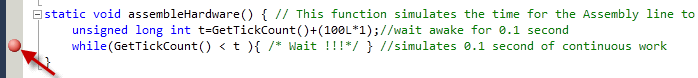 static void assembleHardware() { // This function simulates the time for the Assembly line to
unsigned long int t=GetTickCount()+(100L*1);//wait awake for 0.1 second
while(GetTickCount() < t ){ /* Wait !!!*/ } //simulates 0.1 second of continuous work
}